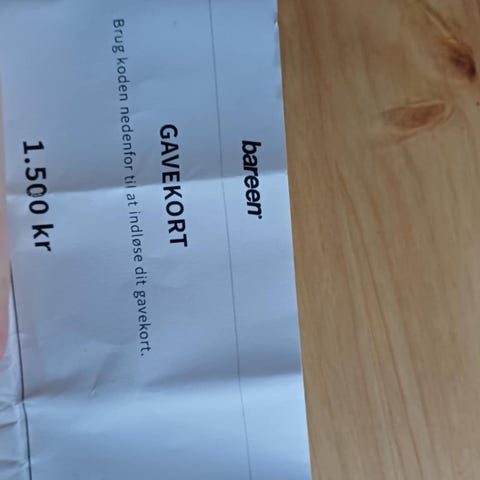 bareen
GAVEKORT
Brug koden nedenfor til at indløse dit gavekort.
1.500 kr